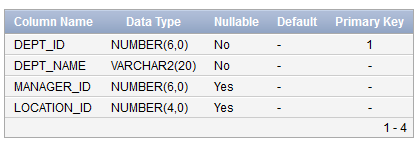 Column Name Data Type Nullable Default Primary Key
DEPT_ID NUMBER(6,0) No - 1
DEPT_NAME VARCHAR2(20) No - -
MANAGER_ID NUMBER(6,0) Yes - -
LOCATION_ID NUMBER(4,0) Yes - -
1 - 4